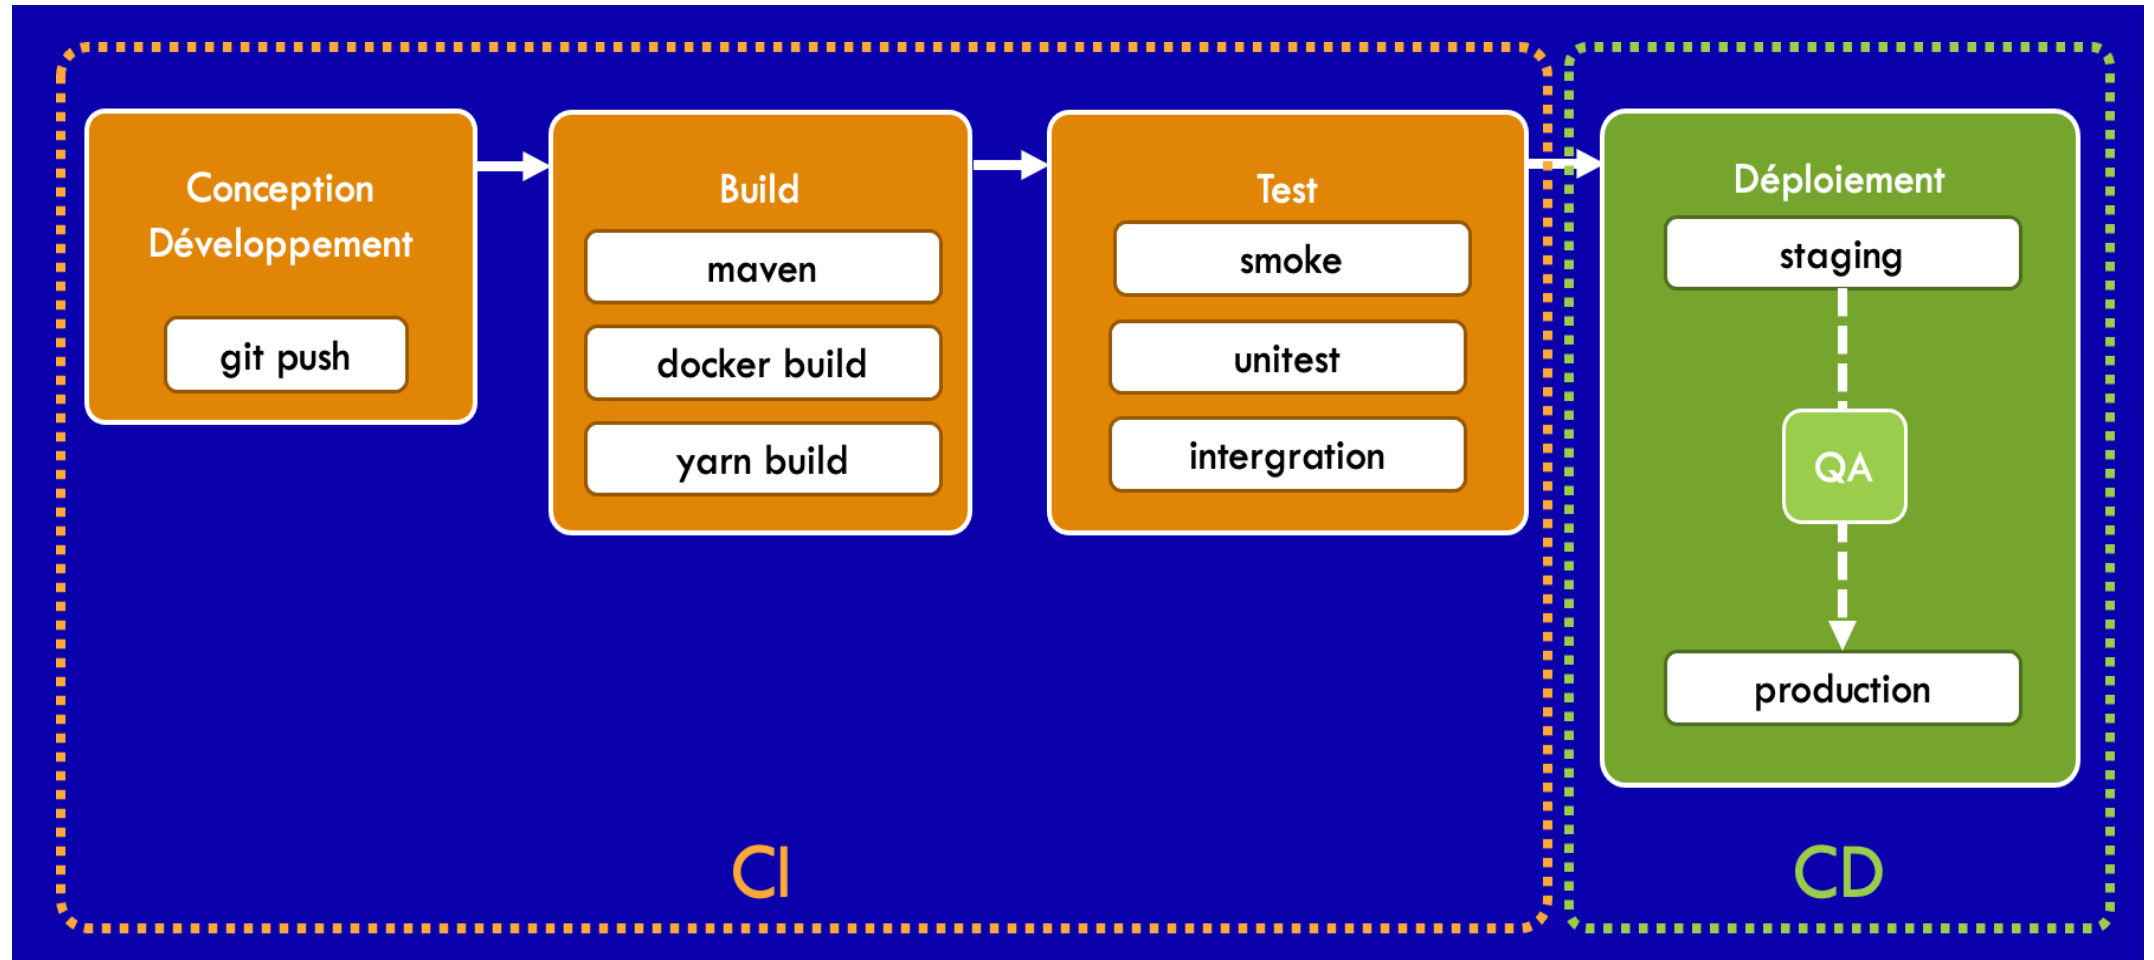 Conception
Développement
git push
Build
maven
docker build
yarn build
Test
smoke
unitest
intergration
Déploiement
staging
QA
production
CI
CD